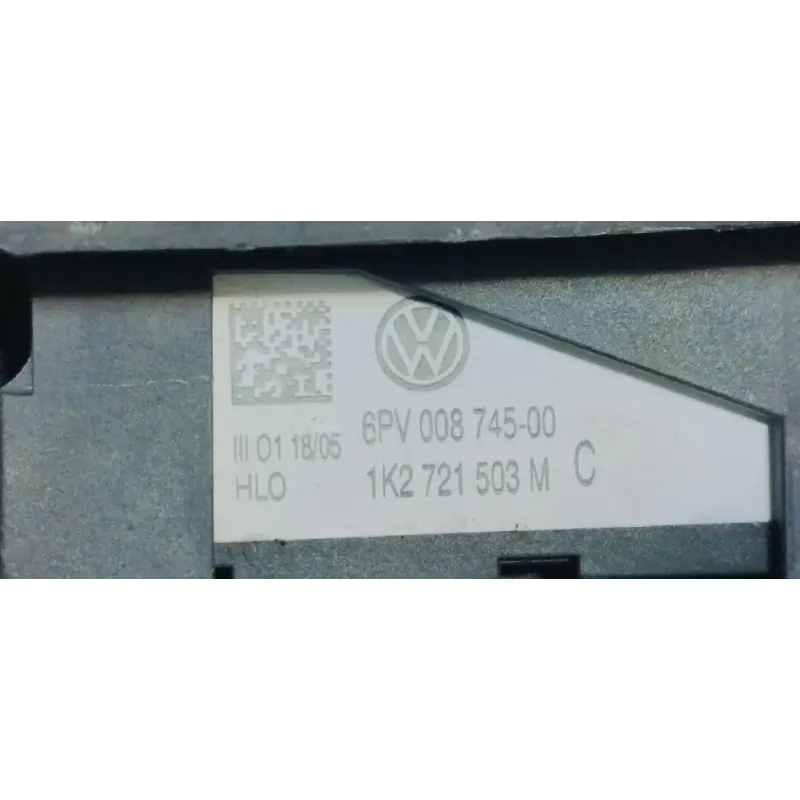 6PV 008 745-00
III 01 18/05
1K2 721 503 M C
HLO